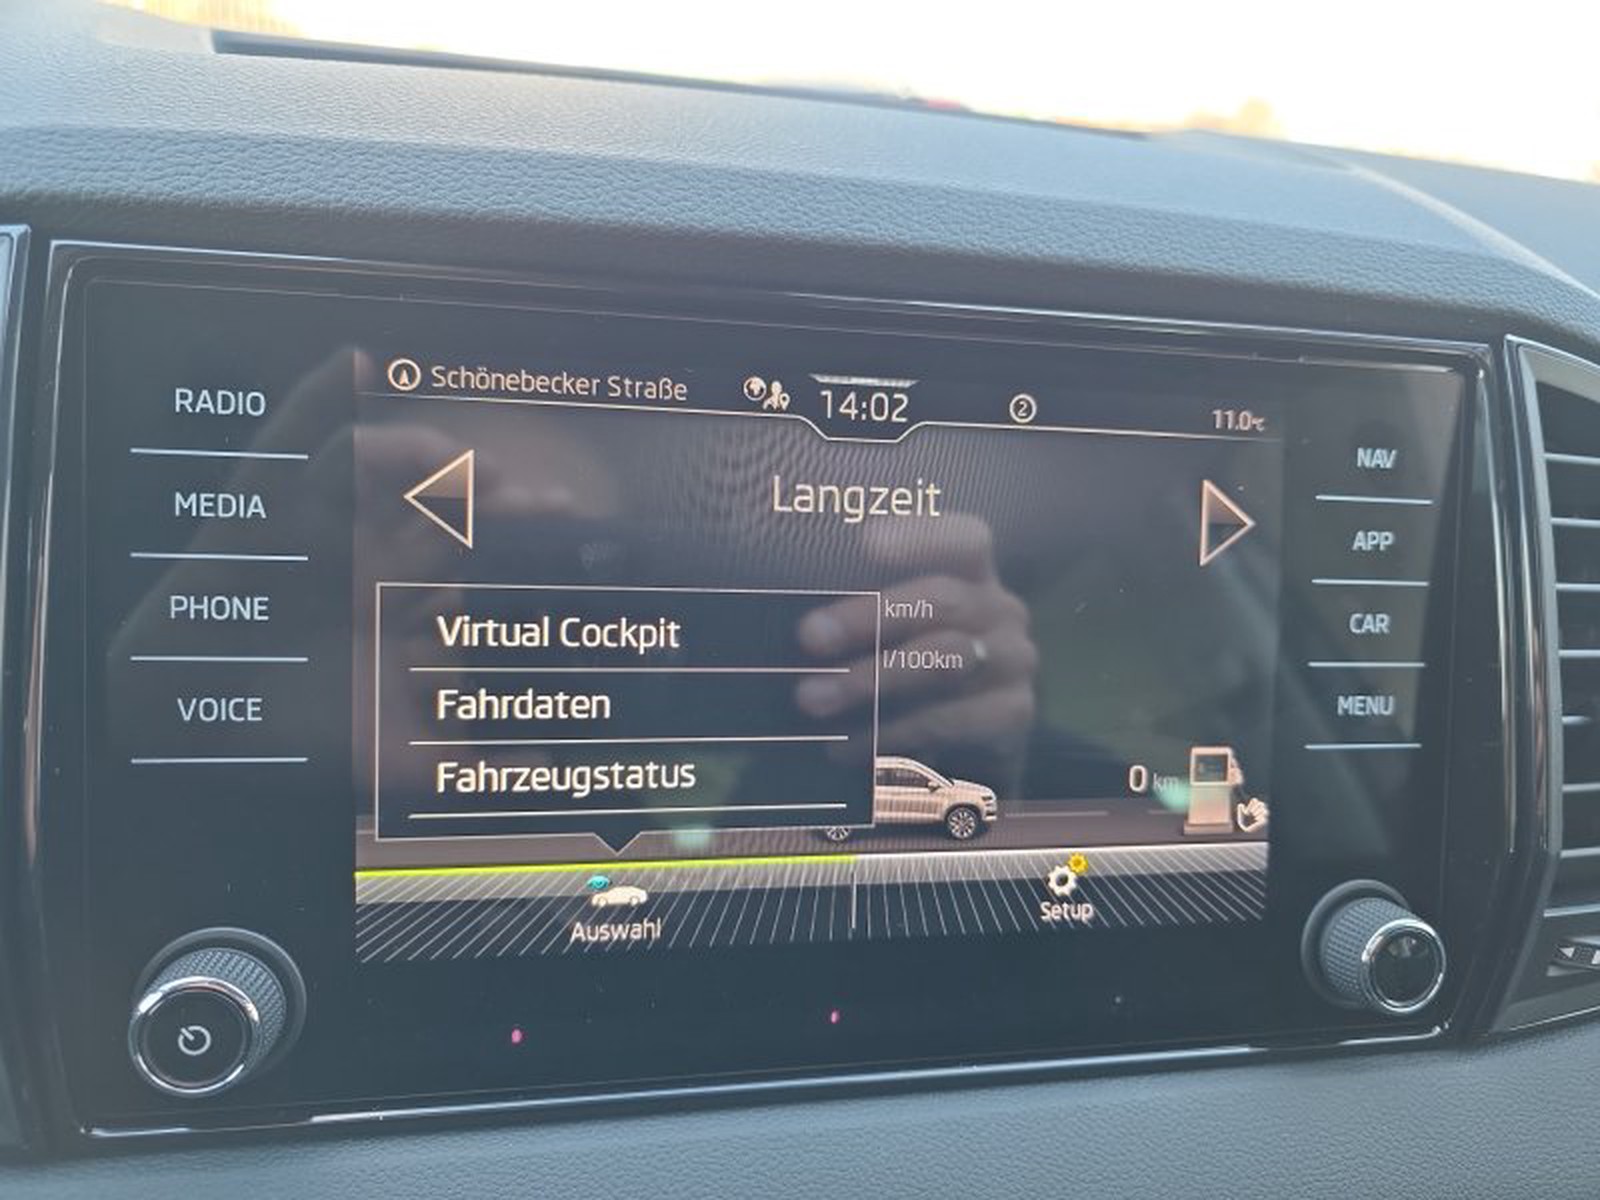 Schönebecker Straße
14:02
2
11.0°C
RADIO
MEDIA
PHONE
VOICE
Langzeit
Virtual Cockpit
Fahrdaten
Fahrzeugstatus
km/h
l/100km
0 km
Auswahl
Setup
NAV
APP
CAR
MENU